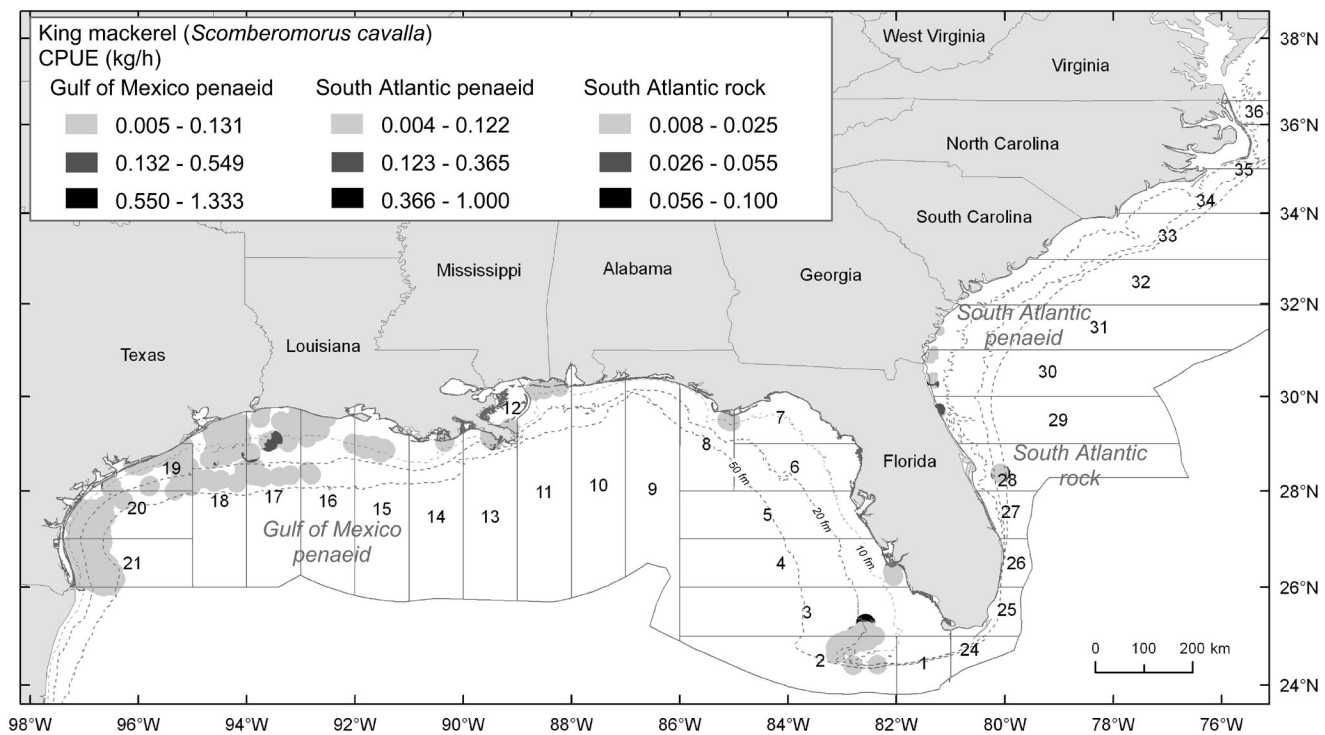 King mackerel (Scomberomorus cavalla)
CPUE (kg/h)
Gulf of Mexico penaeid South Atlantic penaeid South Atlantic rock
0.005 - 0.131 0.004 - 0.122 0.008 - 0.025
0.132 - 0.549 0.123 - 0.365 0.026 - 0.055
0.550 - 1.333 0.366 - 1.000 0.056 - 0.100
West Virginia
Virginia
North Carolina
South Carolina
Georgia
Alabama
Mississippi
Louisiana
Texas
Florida
South Atlantic
penaeid
South Atlantic
rock
Gulf of Mexico
penaeid
36
35
34
33
32
31
30
29
28
27
26
25
24
1
2
3
4
5
6
7
8
9
10
11
12
13
14
15
16
17
18
19
20
21
50 fm.
20 fm.
10 fm.
0 100 200 km
38°N
36°N
34°N
32°N
30°N
28°N
26°N
24°N
98°W 96°W 94°W 92°W 90°W 88°W 86°W 84°W 82°W 80°W 78°W 76°W